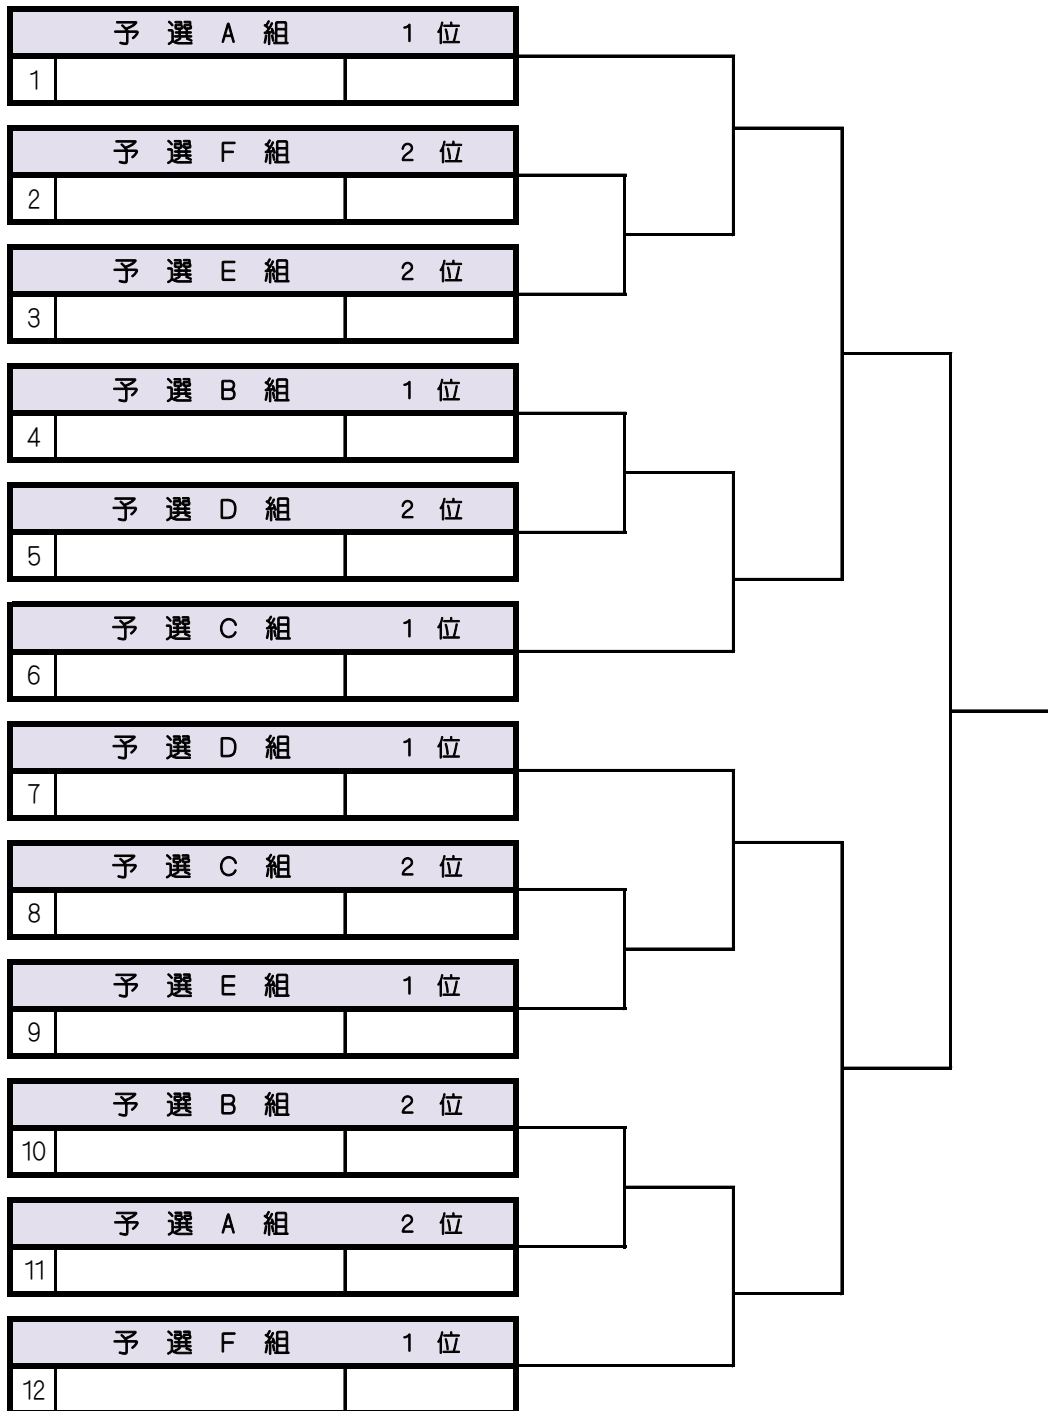 予 選 A 組 1 位
1
予 選 F 組 2 位
2
予 選 E 組 2 位
3
予 選 B 組 1 位
4
予 選 D 組 2 位
5
予 選 C 組 1 位
6
予 選 D 組 1 位
7
予 選 C 組 2 位
8
予 選 E 組 1 位
9
予 選 B 組 2 位
10
予 選 A 組 2 位
11
予 選 F 組 1 位
12